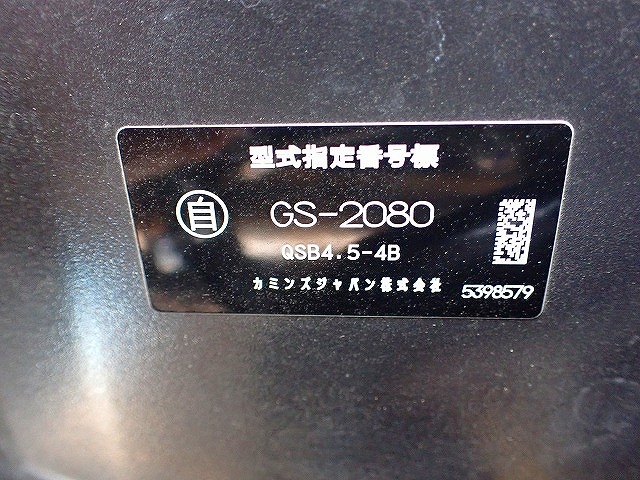 型式指定番号標
自 GS-2080
QSB4.5-4B
カミンズジャパン株式会社
5398579